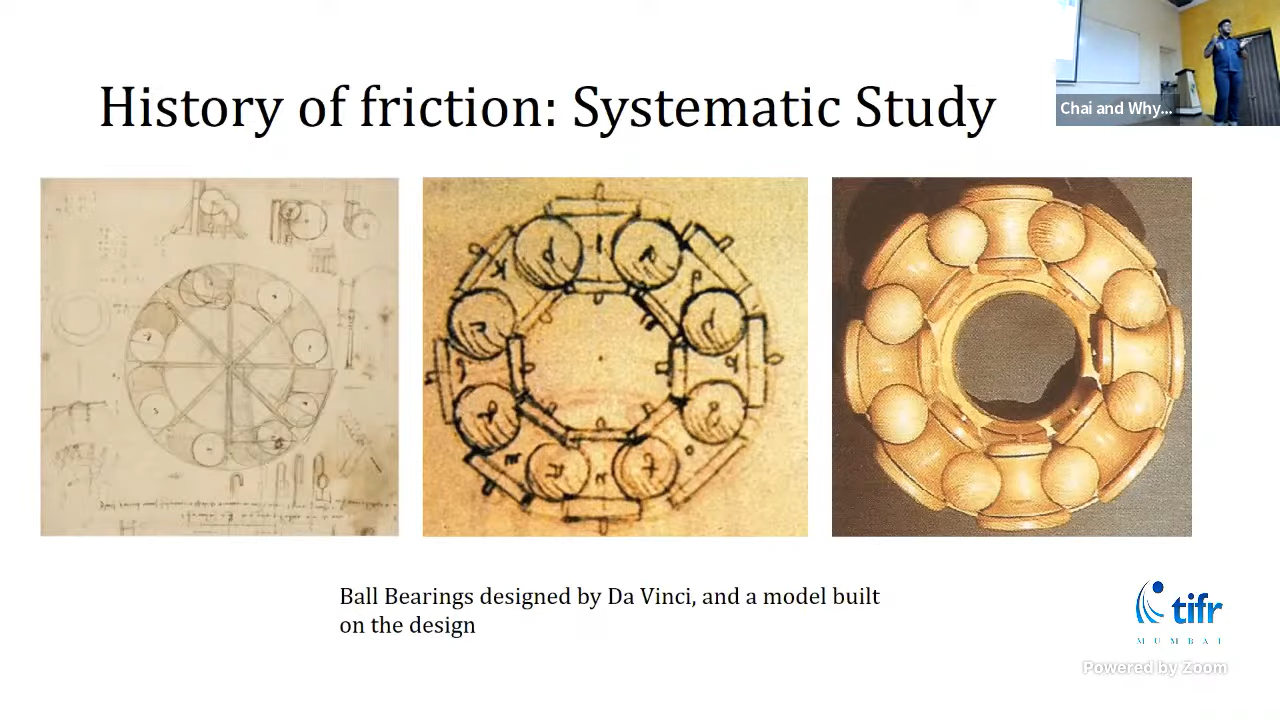 History of friction: Systematic Study
Chai and Why...
Ball Bearings designed by Da Vinci, and a model built
on the design
tifr
MUMBAI
Powered by Zoom